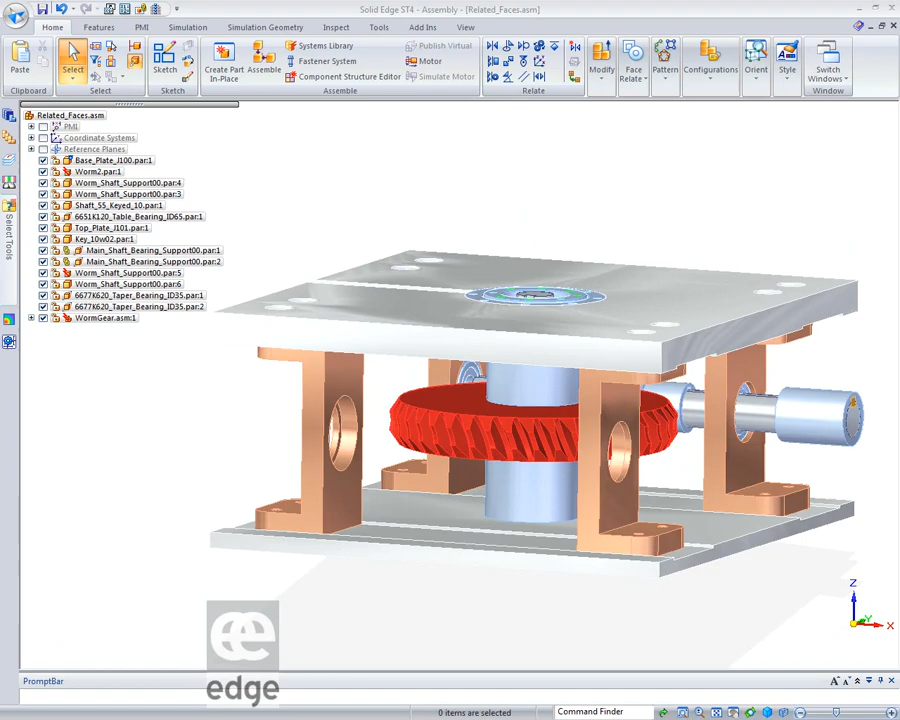 Solid Edge ST4 - Assembly - [Related_Faces.asm]
Home Features PMI Simulation Simulation Geometry Inspect Tools Add Ins View
Paste
Clipboard
Select
Select
Sketch
Sketch
Create Part In-Place
Assemble
Systems Library
Fastener System
Component Structure Editor
Publish Virtual
Motor
Simulate Motor
Assemble
Relate
Modify
Face Relate
Pattern
Configurations
Orient
Style
Switch Windows
Window
Select Tools
Related_Faces.asm
PMI
Coordinate Systems
Reference Planes
Base_Plate_J100.par:1
Worm2.par:1
Worm_Shaft_Support00.par:4
Worm_Shaft_Support00.par:3
Shaft_55_Keyed_10.par:1
6651K120_Table_Bearing_ID65.par:1
Top_Plate_J101.par:1
Key_10w02.par:1
Main_Shaft_Bearing_Support00.par:1
Main_Shaft_Bearing_Support00.par:2
Worm_Shaft_Support00.par:5
Worm_Shaft_Support00.par:6
6677K620_Taper_Bearing_ID35.par:1
6677K620_Taper_Bearing_ID35.par:2
WormGear.asm:1
Z
Y
X
edge
PromptBar
0 items are selected
Command Finder